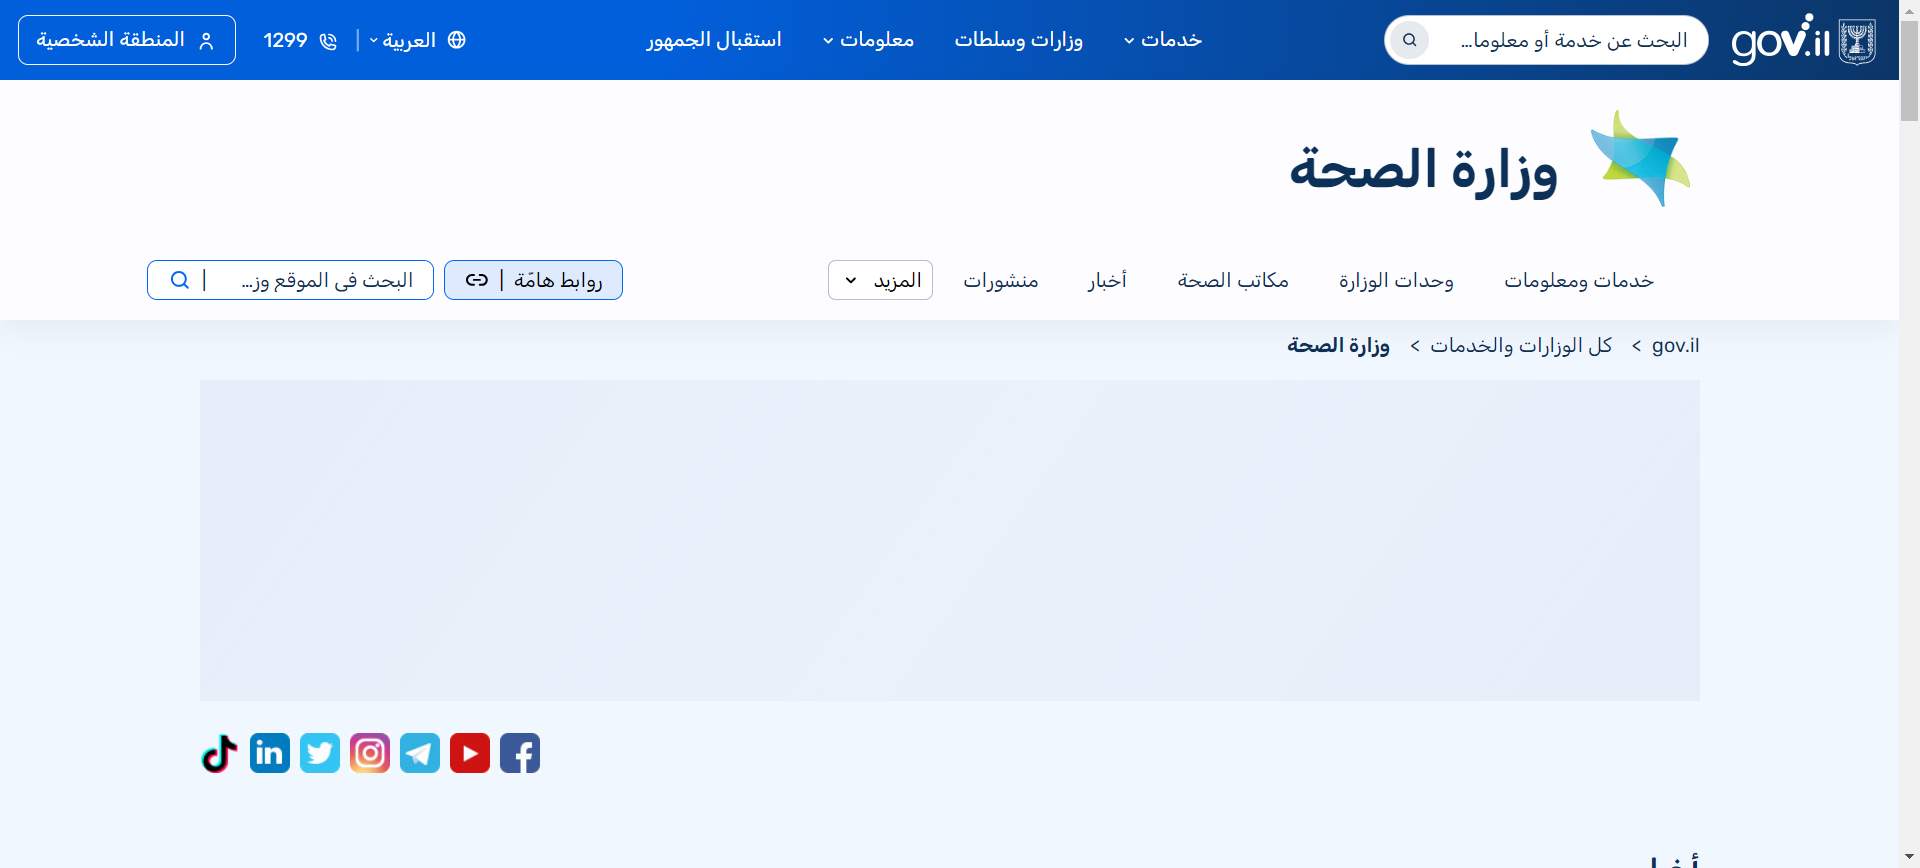 gov.il
البحث عن خدمة أو معلوما...
خدمات
وزارات وسلطات
معلومات
استقبال الجمهور
العربية
1299
المنطقة الشخصية
وزارة الصحة
خدمات ومعلومات
وحدات الوزارة
مكاتب الصحة
أخبار
منشورات
المزيد
روابط هامّة |
البحث في الموقع وز... |
gov.il > كل الوزارات والخدمات > وزارة الصحة